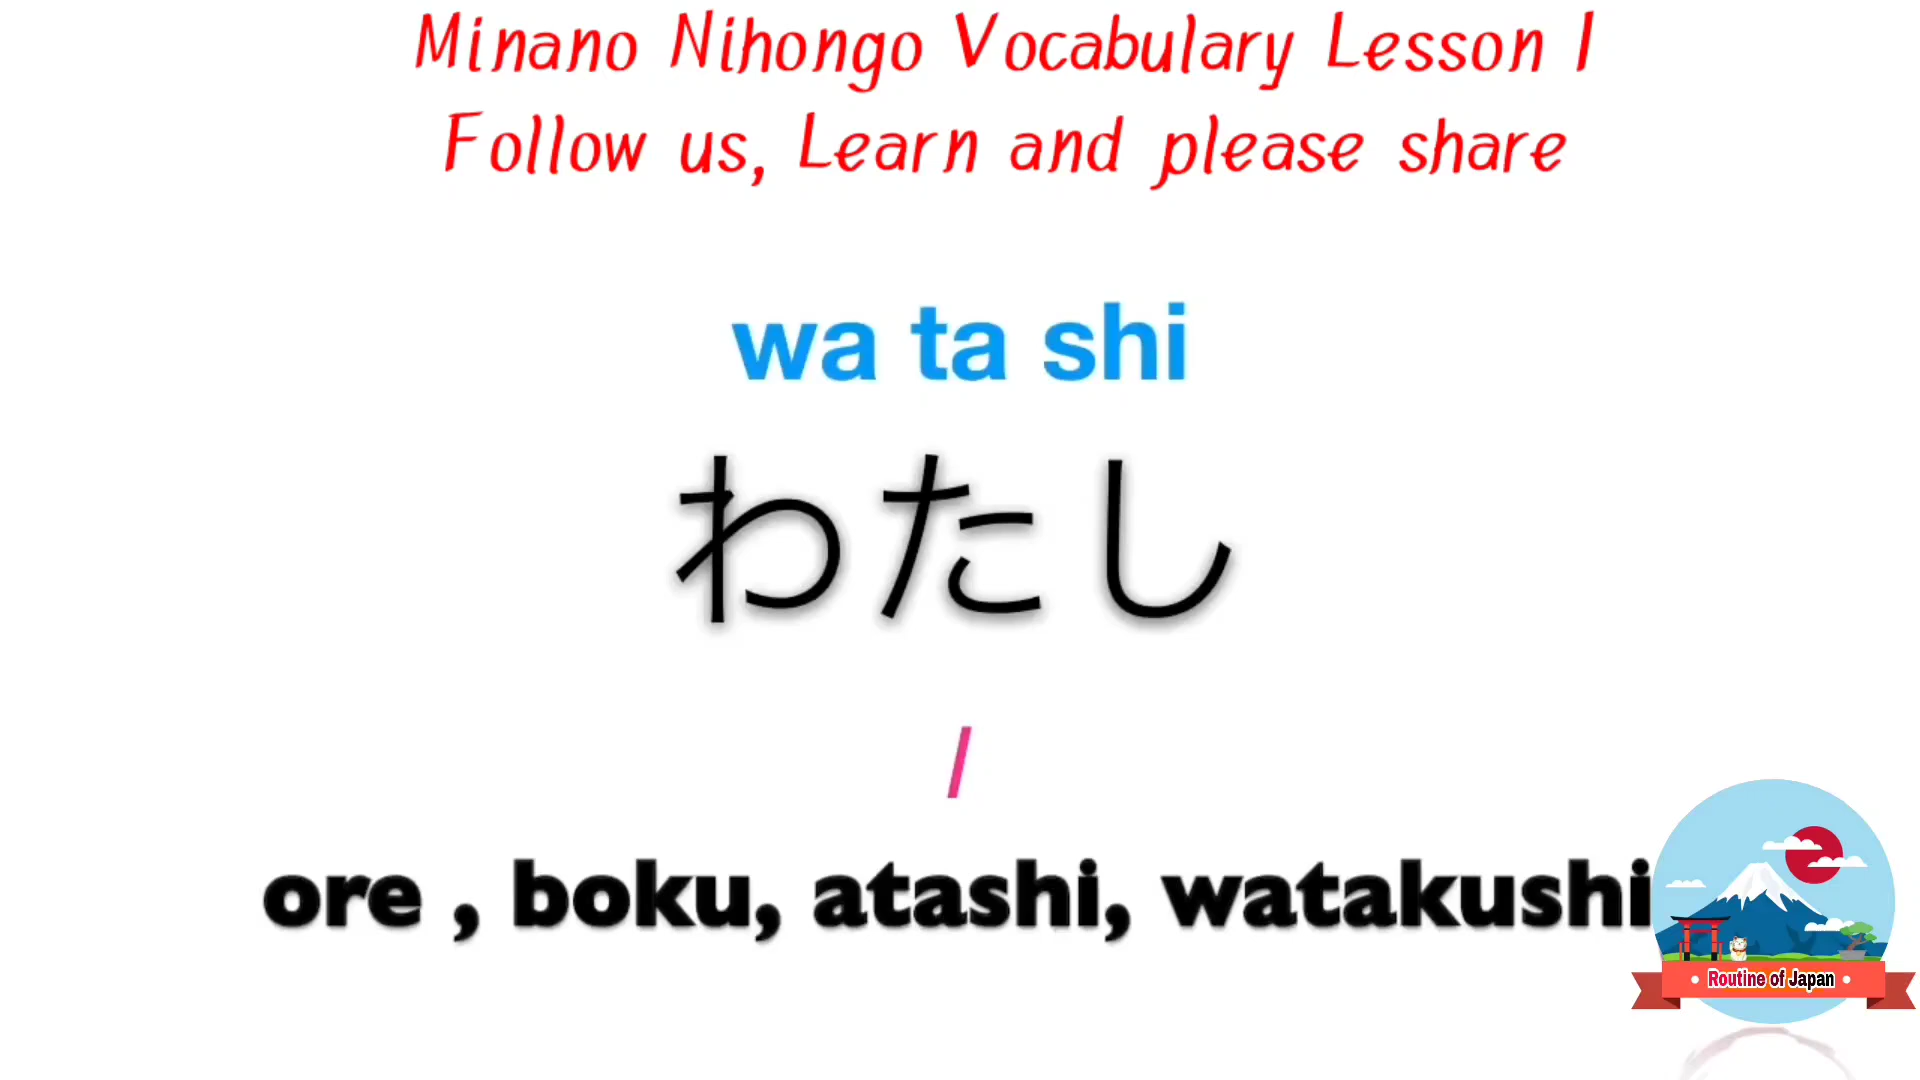 Minano Nihongo Vocabulary Lesson 1
Follow us, Learn and please share
wa ta shi
わたし
I
ore , boku, atashi, watakushi
• Routine of Japan •